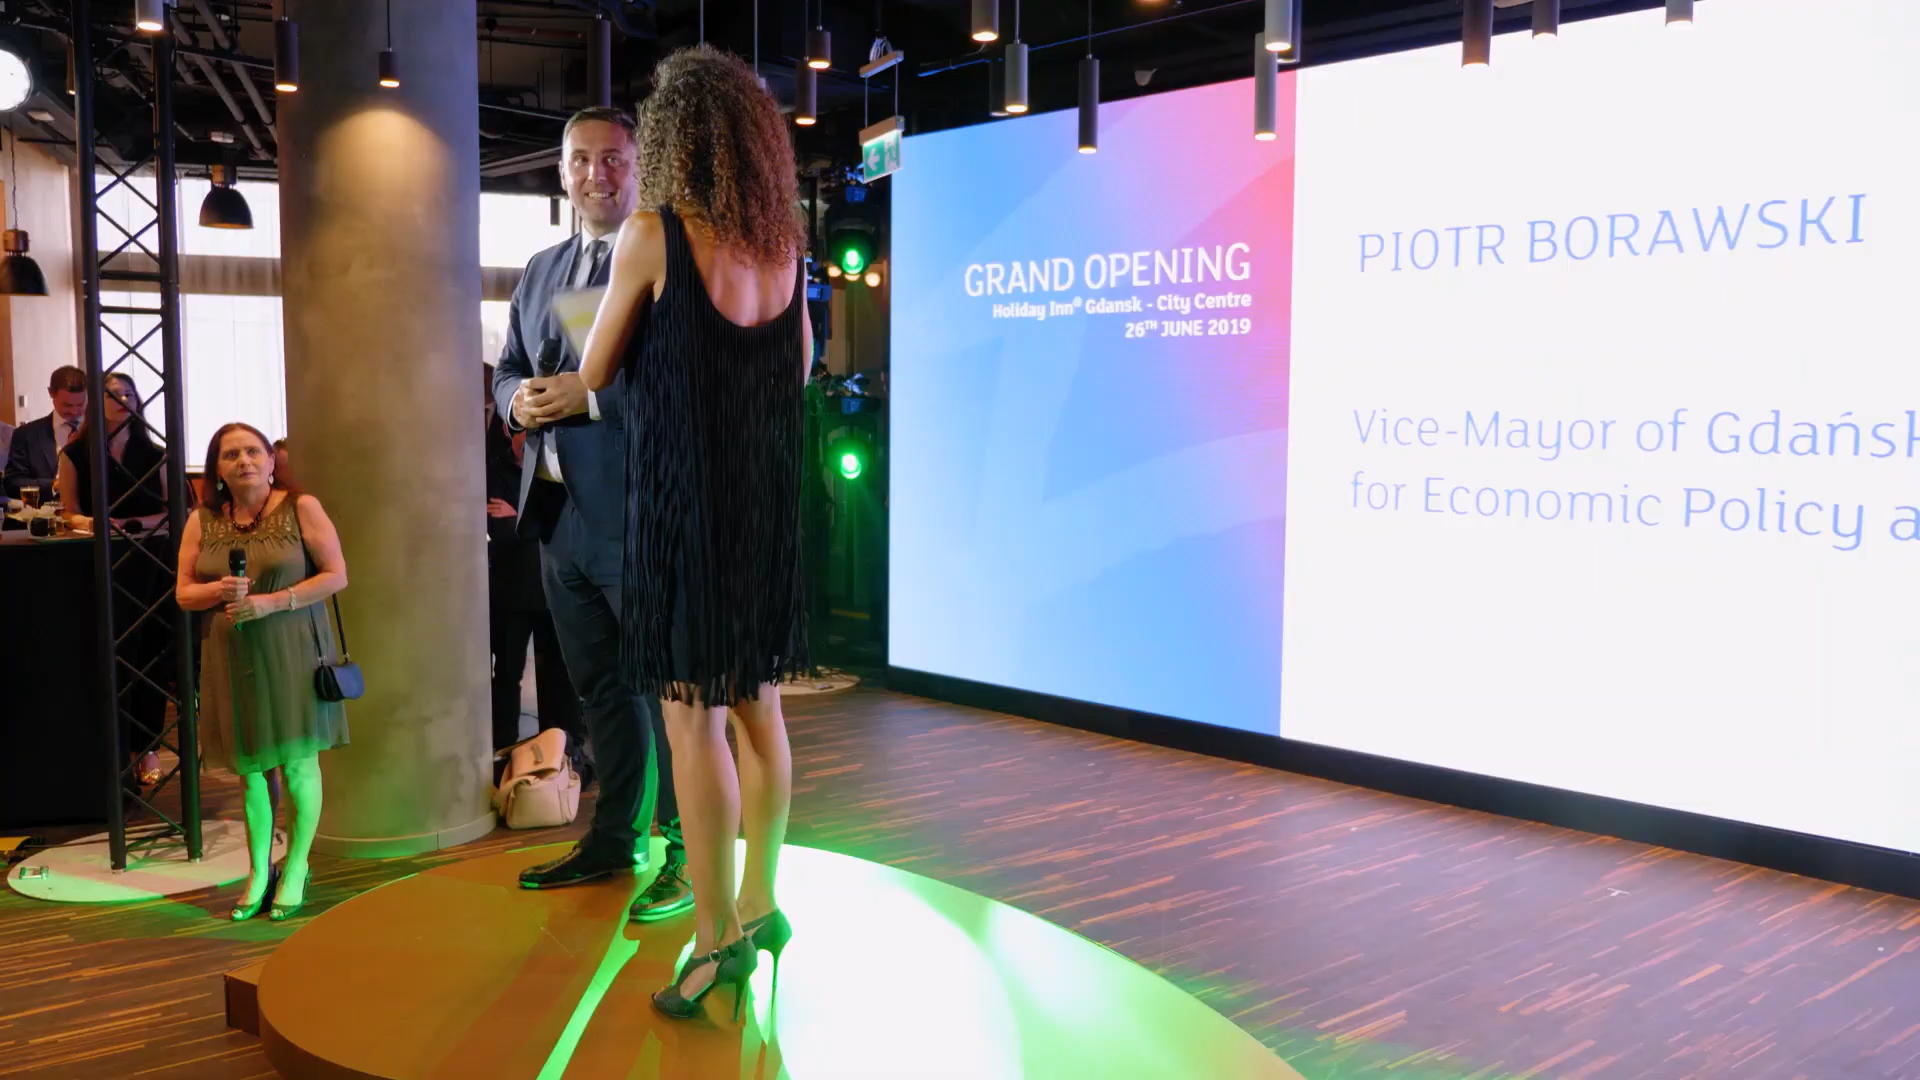 GRAND OPENING
Holiday Inn® Gdansk - City Centre
26TH JUNE 2019
PIOTR BORAWSKI
Vice-Mayor of Gdańsk
for Economic Policy a